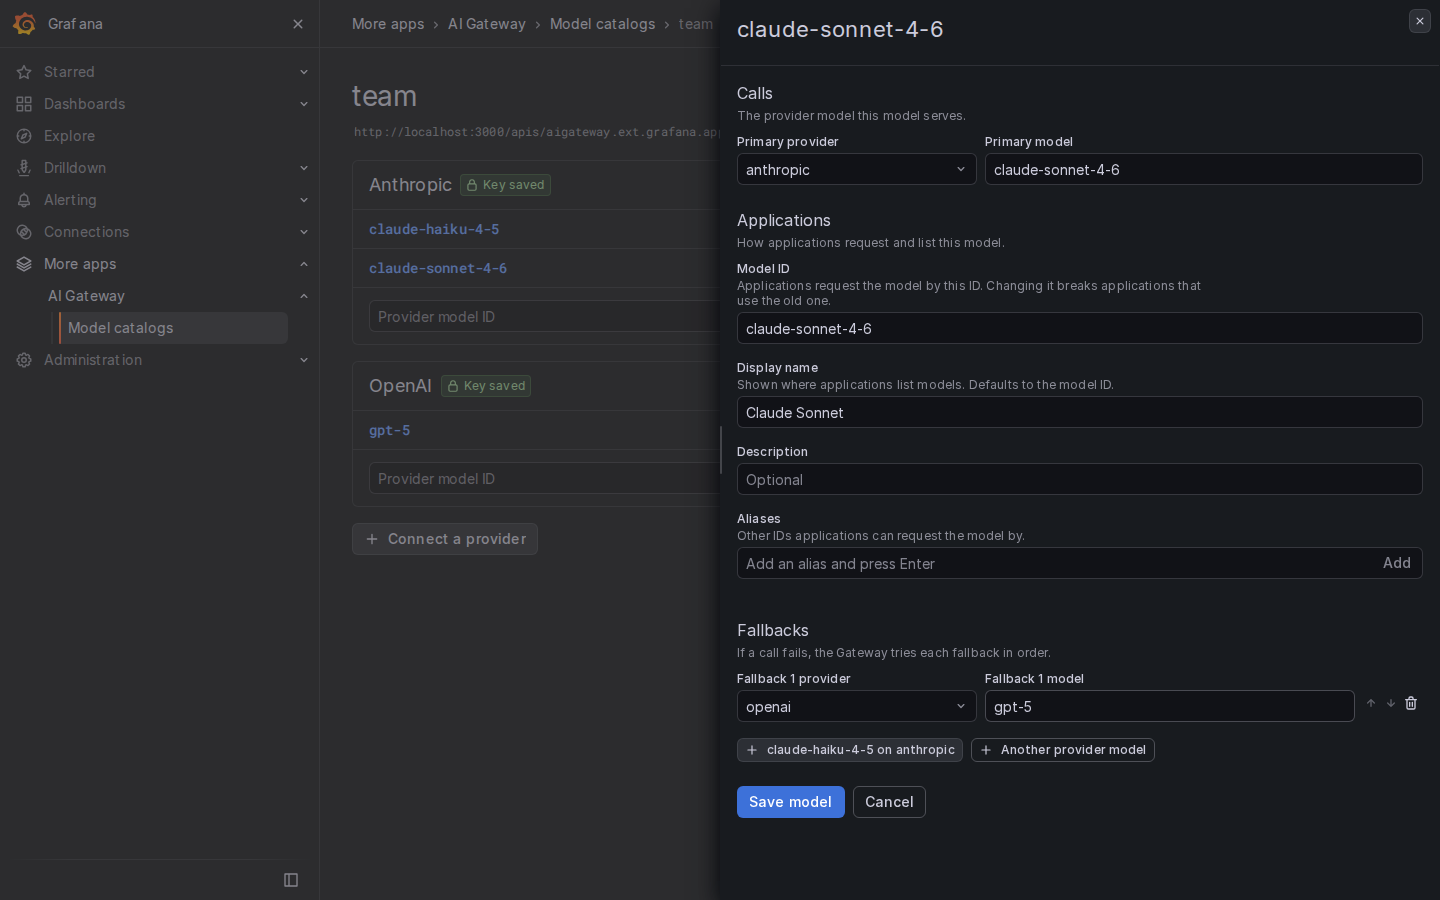 Grafana
More apps › AI Gateway › Model catalogs › team
Starred
Dashboards
Explore
Drilldown
Alerting
Connections
More apps
AI Gateway
Model catalogs
Administration
team
http://localhost:3000/apis/aigateway.ext.grafana.app
Anthropic
Key saved
claude-haiku-4-5
claude-sonnet-4-6
Provider model ID
OpenAI
Key saved
gpt-5
Provider model ID
Connect a provider
claude-sonnet-4-6
Calls
The provider model this model serves.
Primary provider
Primary model
anthropic
claude-sonnet-4-6
Applications
How applications request and list this model.
Model ID
Applications request the model by this ID. Changing it breaks applications that
use the old one.
claude-sonnet-4-6
Display name
Shown where applications list models. Defaults to the model ID.
Claude Sonnet
Description
Optional
Aliases
Other IDs applications can request the model by.
Add an alias and press Enter
Add
Fallbacks
If a call fails, the Gateway tries each fallback in order.
Fallback 1 provider
Fallback 1 model
openai
gpt-5
claude-haiku-4-5 on anthropic
Another provider model
Save model
Cancel